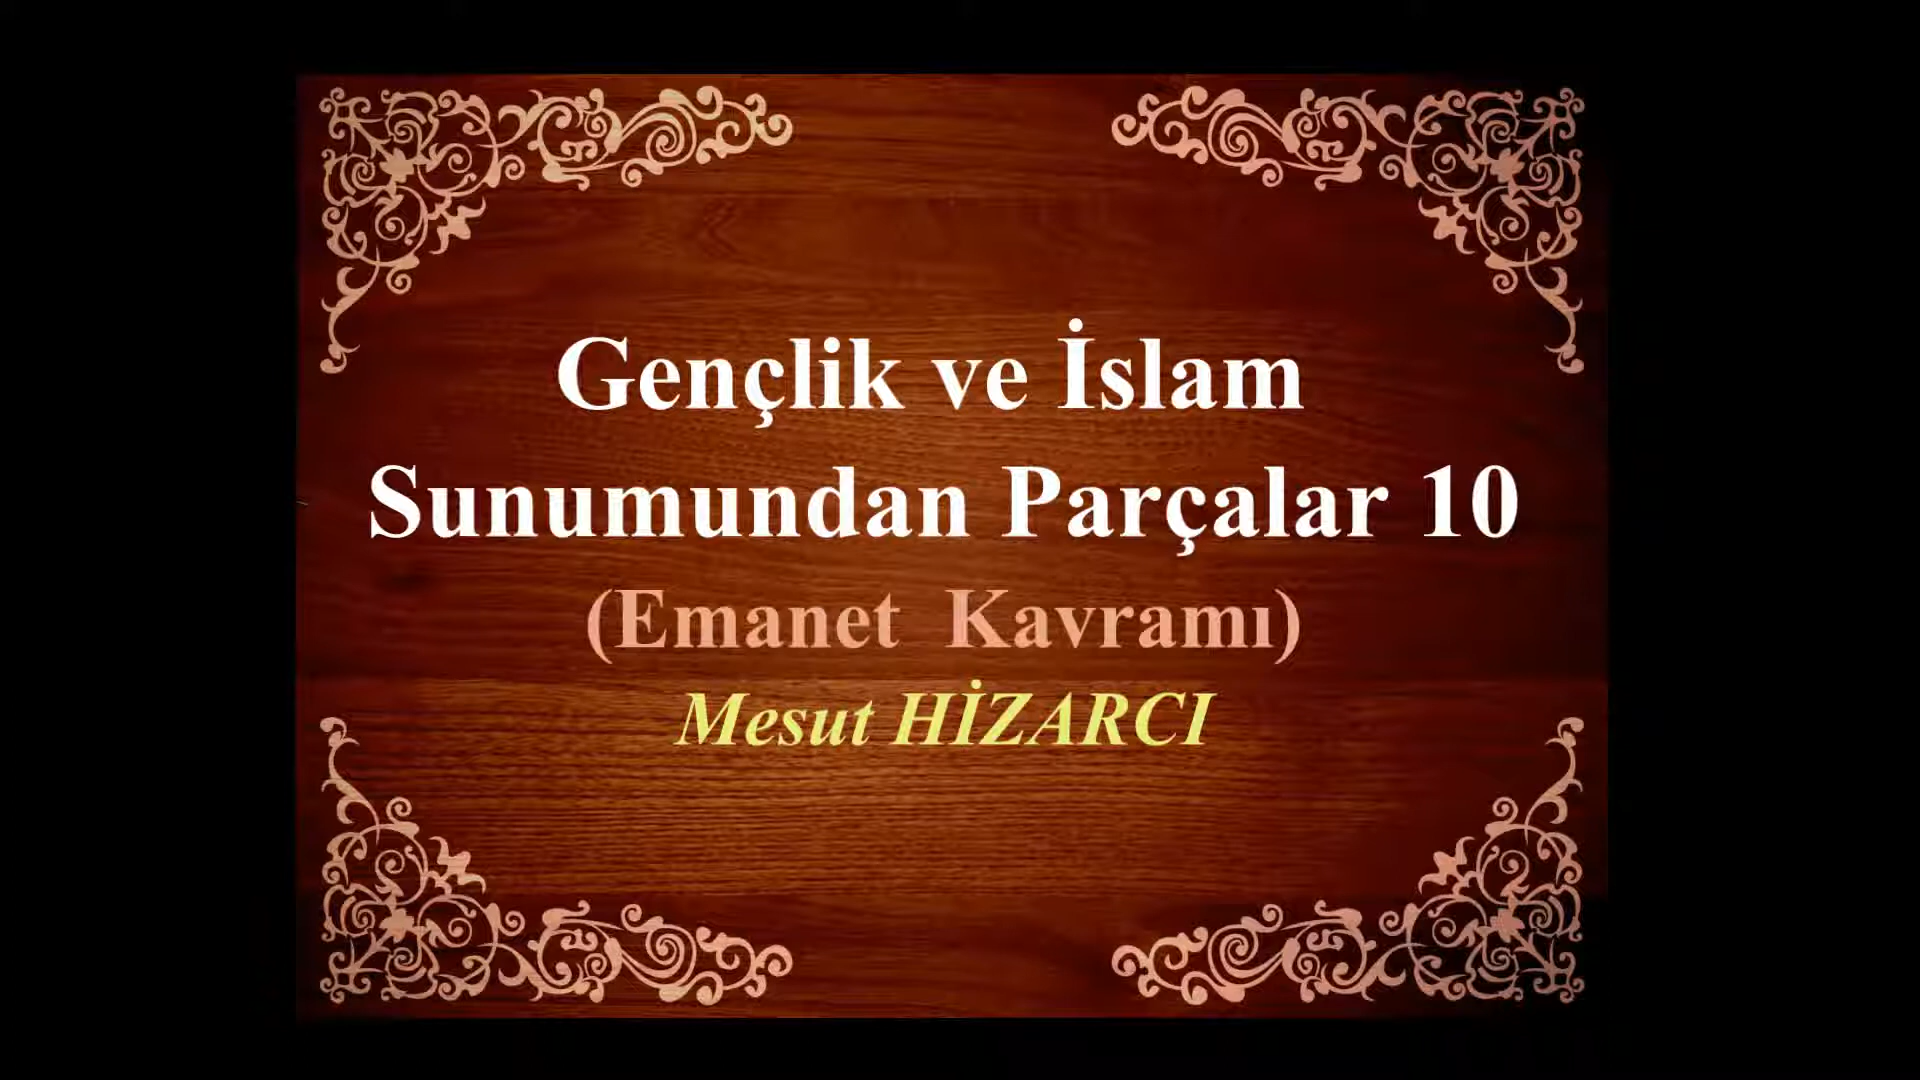 Gençlik ve İslam
Sunumundan Parçalar 10
(Emanet Kavramı)
Mesut HİZARCI